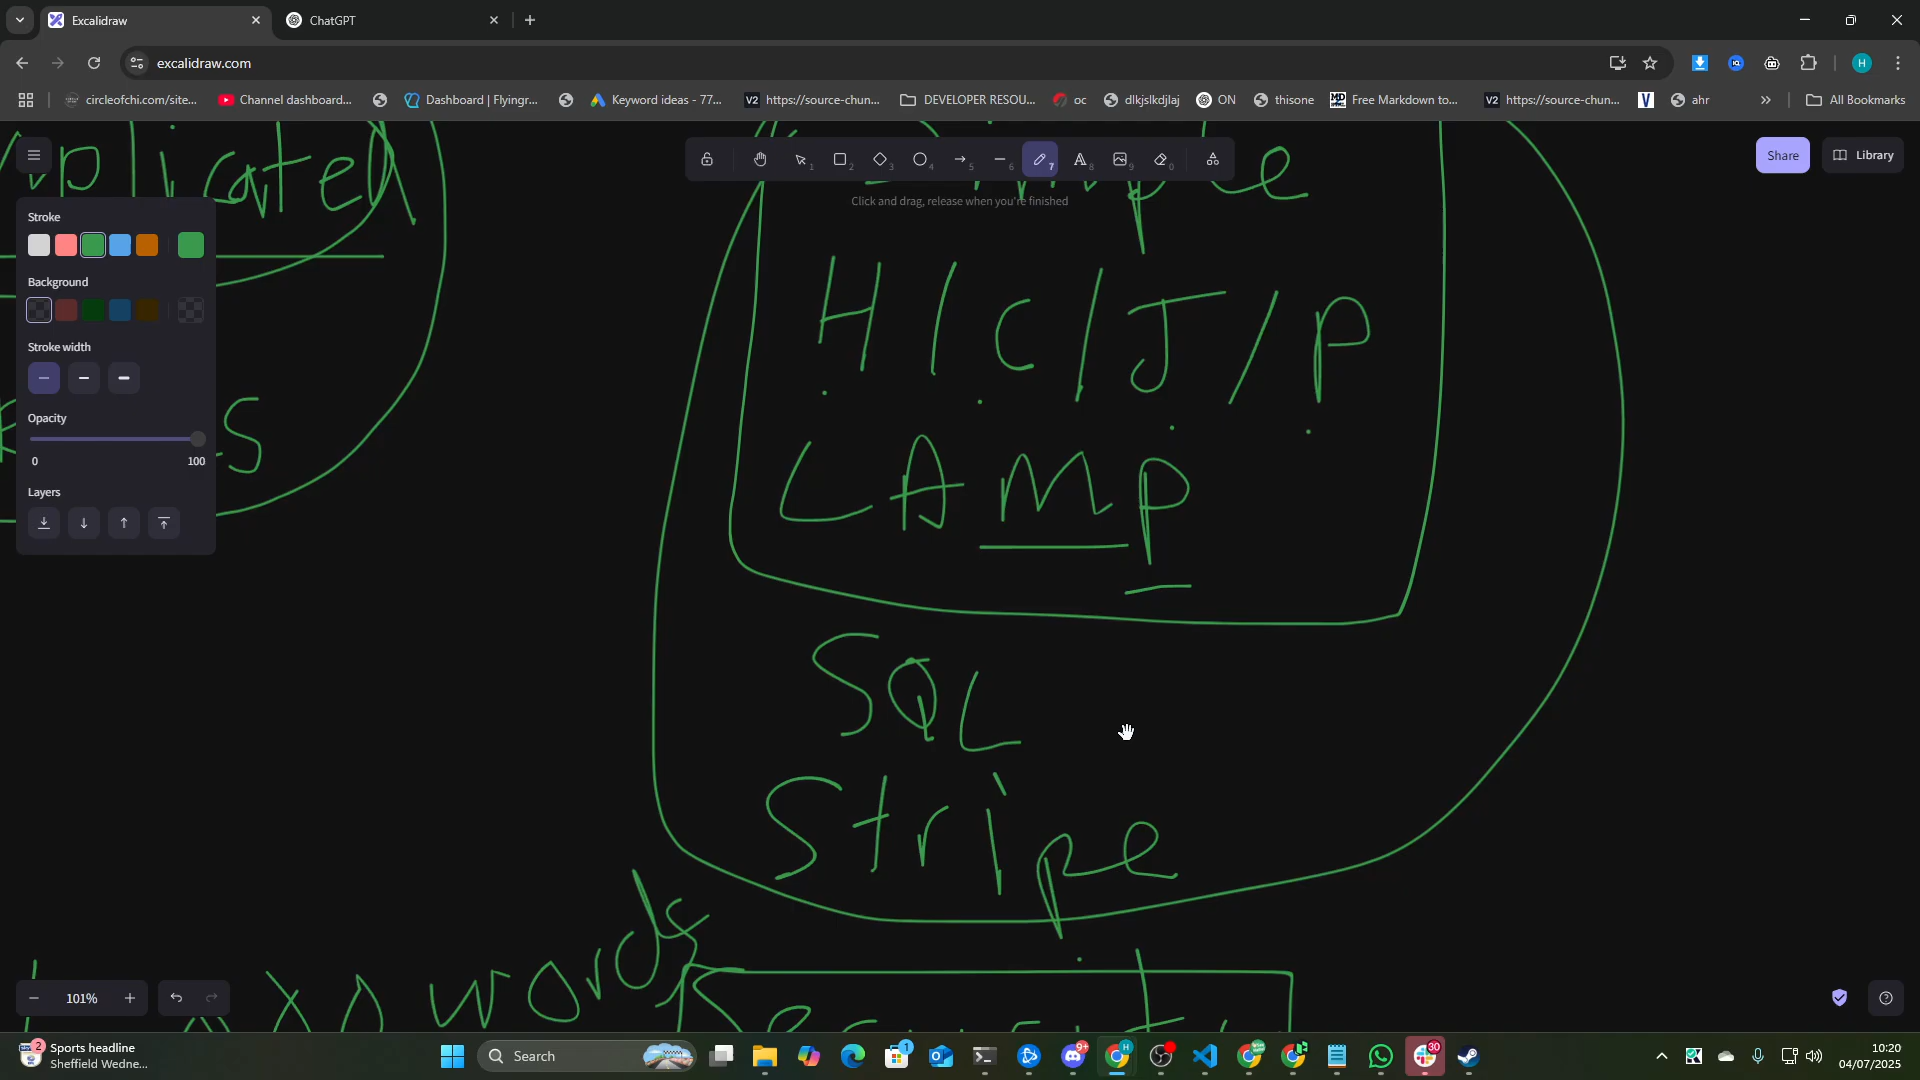 Excalidraw
ChatGPT
excalidraw.com
circleofchi.com/site...
Channel dashboard...
Dashboard | Flyingr...
Keyword ideas - 77...
https://source-chun...
DEVELOPER RESOU...
oc
dlkjslkdjlaj
ON
thisone
Free Markdown to...
https://source-chun...
ahr
All Bookmarks
Share
Library
Click and drag, release when you're finished
Stroke
Background
Stroke width
Opacity
0 100
Layers
H / C / J / P
LAMP
SQL
Stripe
words
101%
Sports headline
Sheffield Wedne...
Search
10:20
04/07/2025